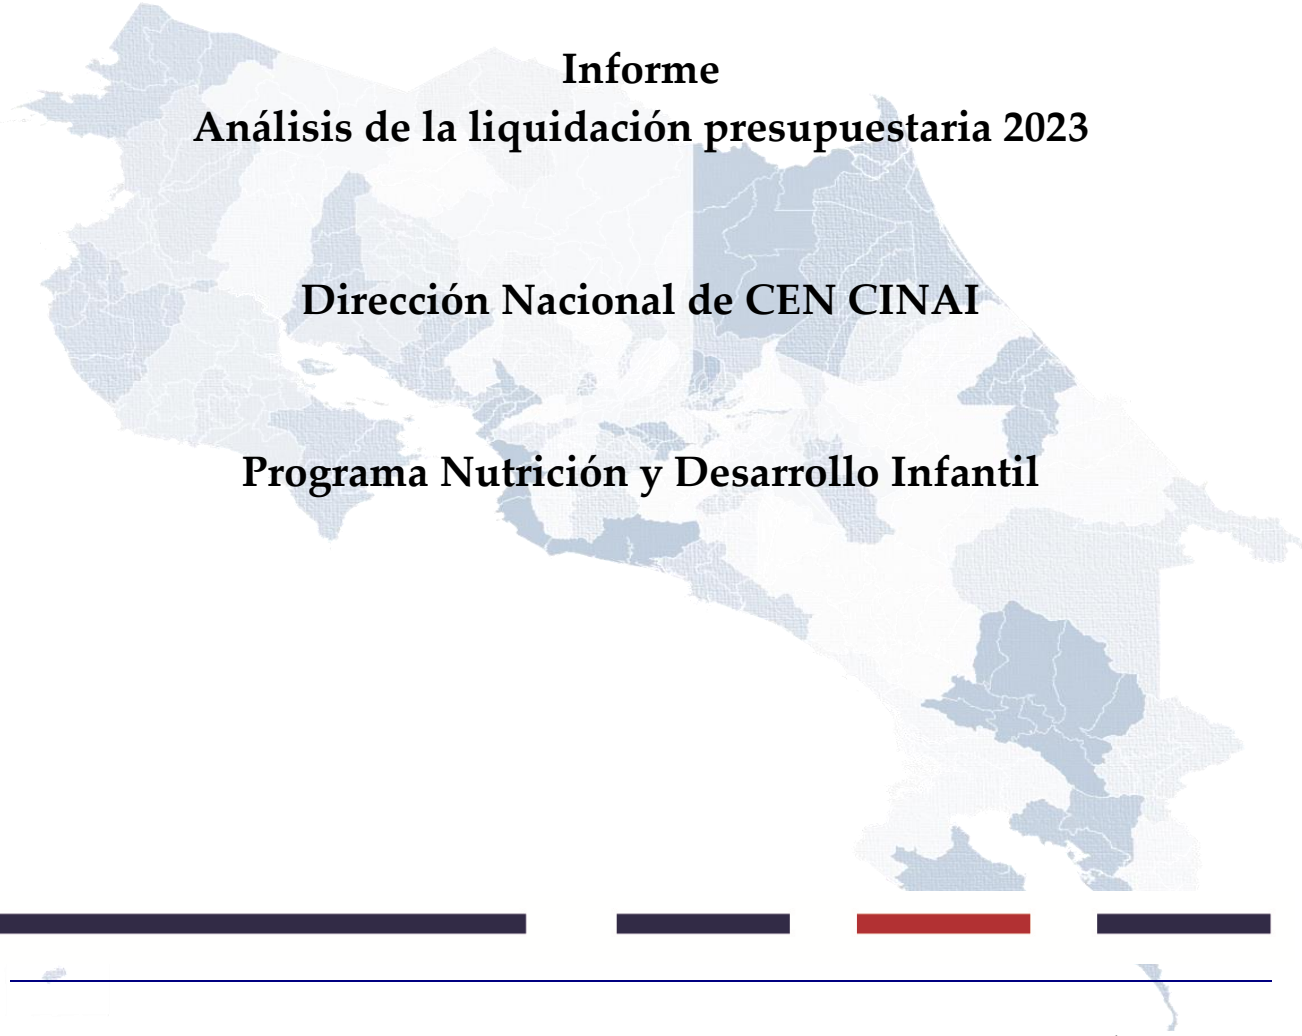 Informe
Análisis de la liquidación presupuestaria 2023
Dirección Nacional de CEN CINAI
Programa Nutrición y Desarrollo Infantil